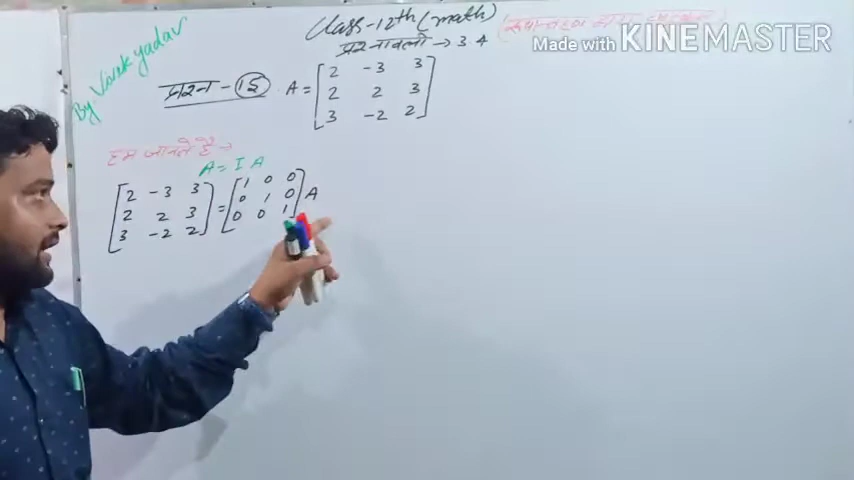 Class-12th (math)
प्रश्नावली → 3.4
Made with KINEMASTER
By Vivek yadav
प्रश्न - 15 A = [ 2 -3 3
2 2 3
3 -2 2 ]
हम जानते है →
A = I A
[ 2 -3 3 ] = [ 1 0 0 ] A
2 2 3 0 1 0
3 -2 2 0 0 1